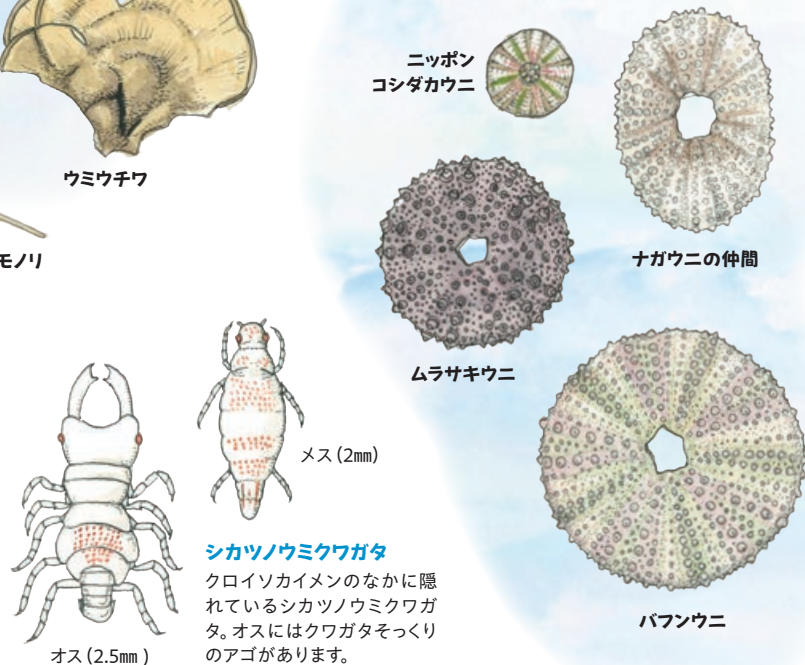 ウミウチワ
モノリ
ニッポン
コシダカウニ
ナガウニの仲間
ムラサキウニ
バフンウニ
メス(2㎜)
オス(2.5㎜ )
シカツノウミクワガタ
クロイソカイメンのなかに隠
れているシカツノウミクワガ
タ。オスにはクワガタそっくり
のアゴがあります。